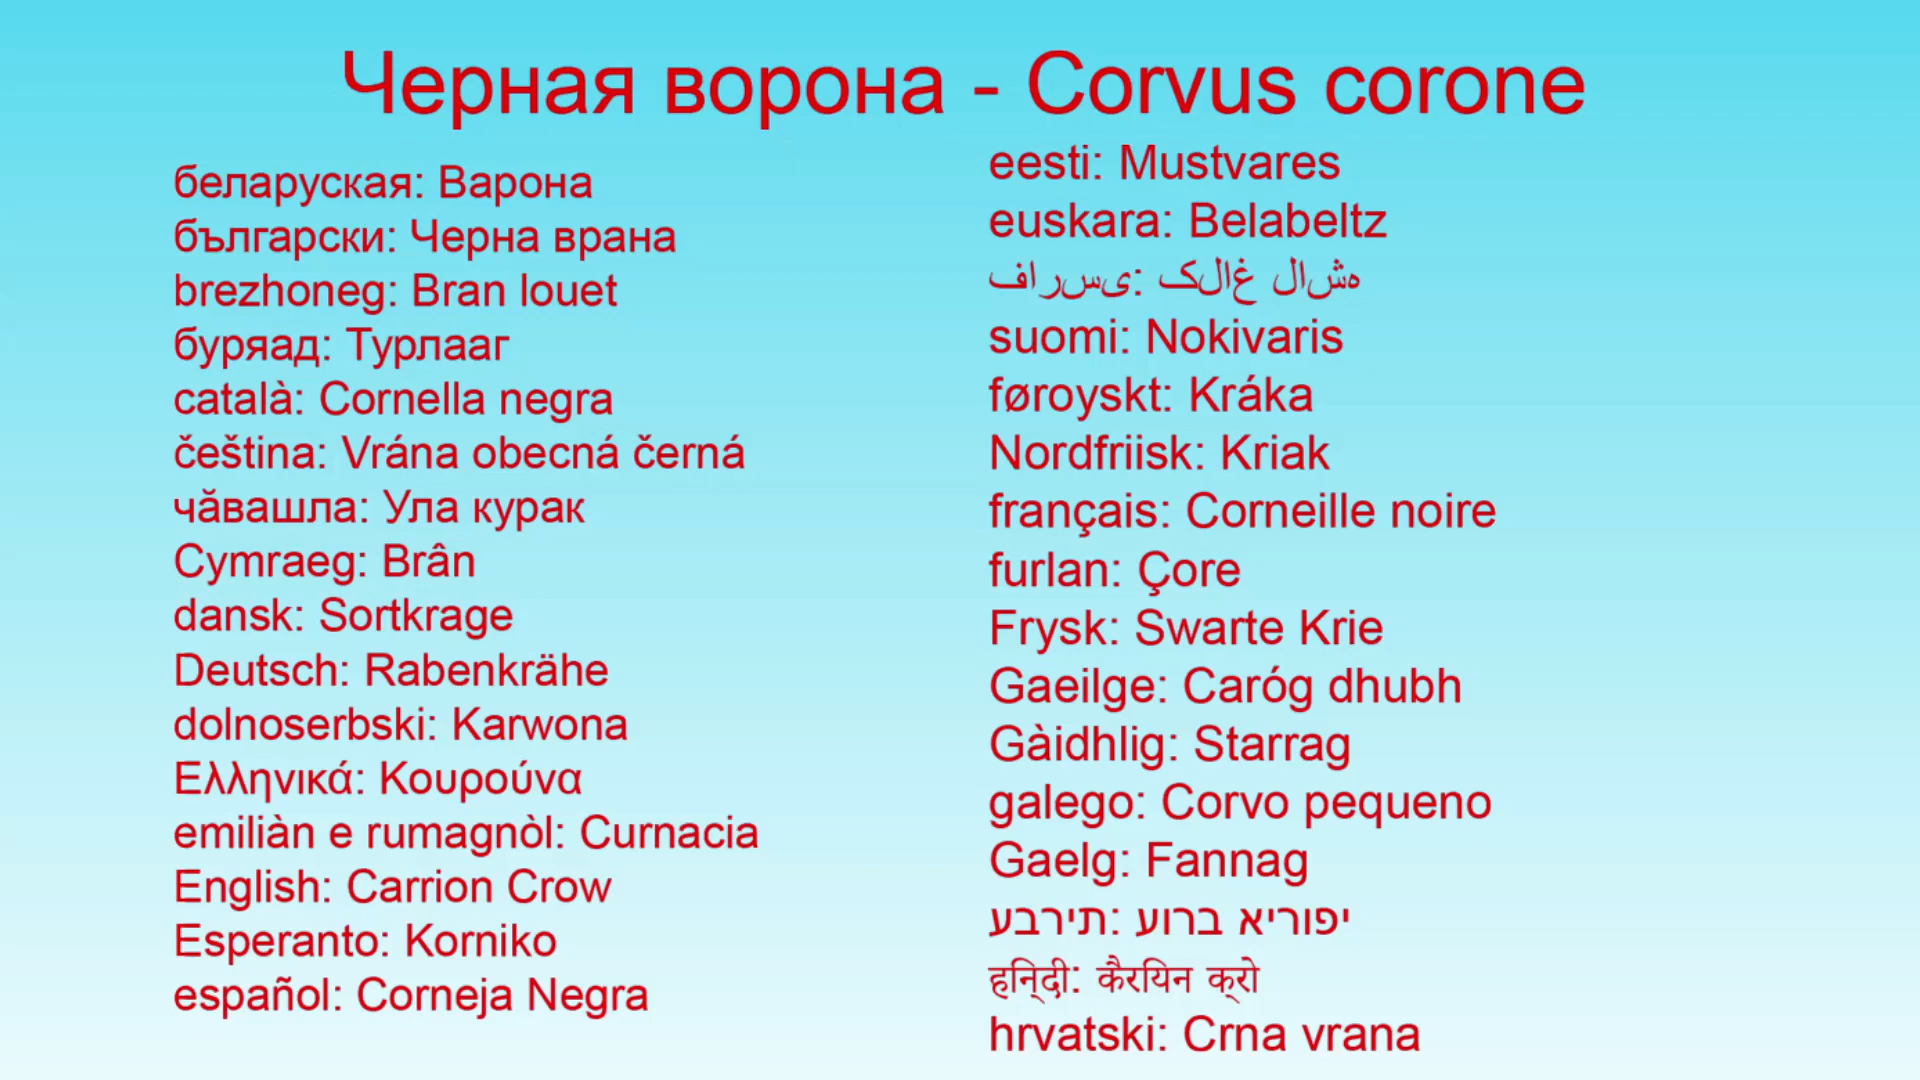 Черная ворона - Corvus corone
беларуская: Варона
български: Черна врана
brezhoneg: Bran louet
буряад: Турлааг
català: Cornella negra
čeština: Vrána obecná černá
чӑвашла: Ула курак
Cymraeg: Brân
dansk: Sortkrage
Deutsch: Rabenkrähe
dolnoserbski: Karwona
Ελληνικά: Κουρούνα
emiliàn e rumagnòl: Curnacia
English: Carrion Crow
Esperanto: Korniko
español: Corneja Negra
eesti: Mustvares
euskara: Belabeltz
فارسی: کلاغ لاشه
suomi: Nokivaris
føroyskt: Kráka
Nordfriisk: Kriak
français: Corneille noire
furlan: Çore
Frysk: Swarte Krie
Gaeilge: Caróg dhubh
Gàidhlig: Starrag
galego: Corvo pequeno
Gaelg: Fannag
עברית: עורב אירופי
हिन्दी: कैरियन क्रो
hrvatski: Crna vrana